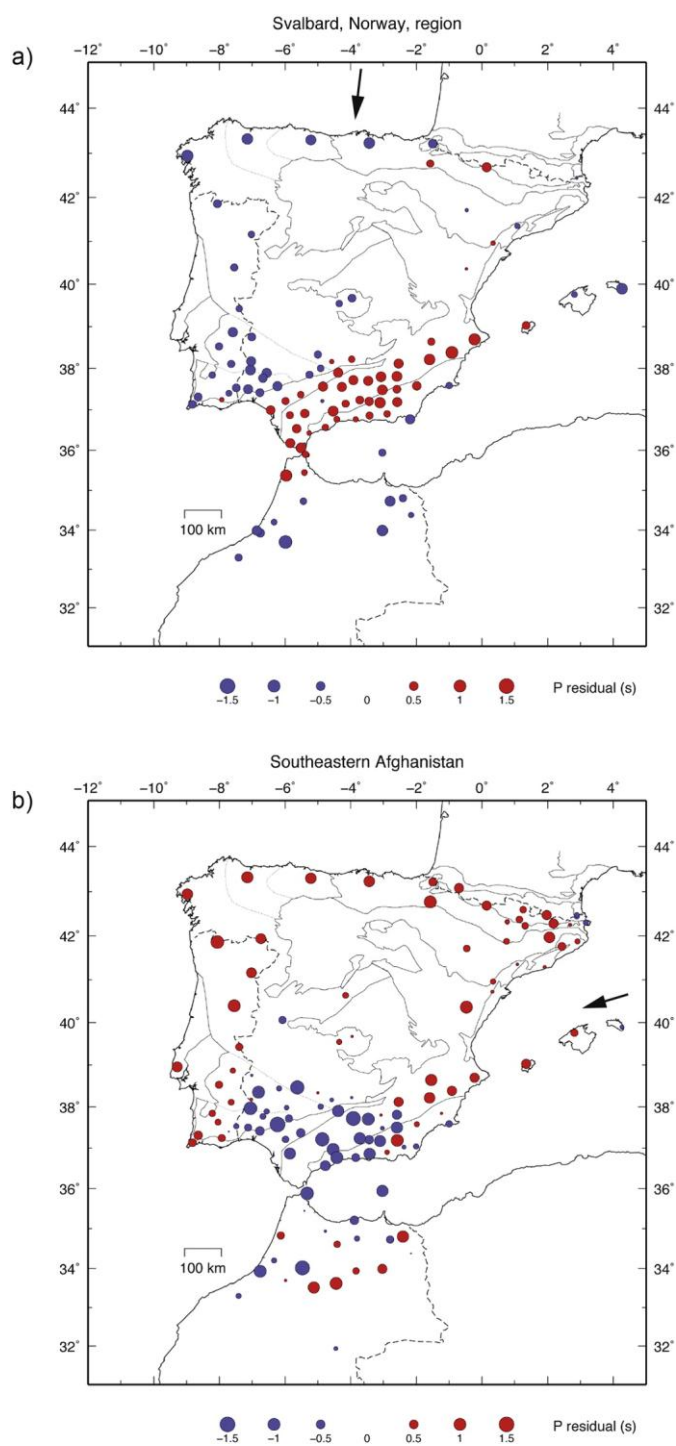 Svalbard, Norway, region
a)
−12° −10° −8° −6° −4° −2° 0° 2° 4°
44° 44°
42° 42°
40° 40°
38° 38°
36° 36°
34° 34°
32° 32°
100 km
−1.5 −1 −0.5 0 0.5 1 1.5 P residual (s)
Southeastern Afghanistan
b)
−12° −10° −8° −6° −4° −2° 0° 2° 4°
44° 44°
42° 42°
40° 40°
38° 38°
36° 36°
34° 34°
32° 32°
100 km
−1.5 −1 −0.5 0 0.5 1 1.5 P residual (s)